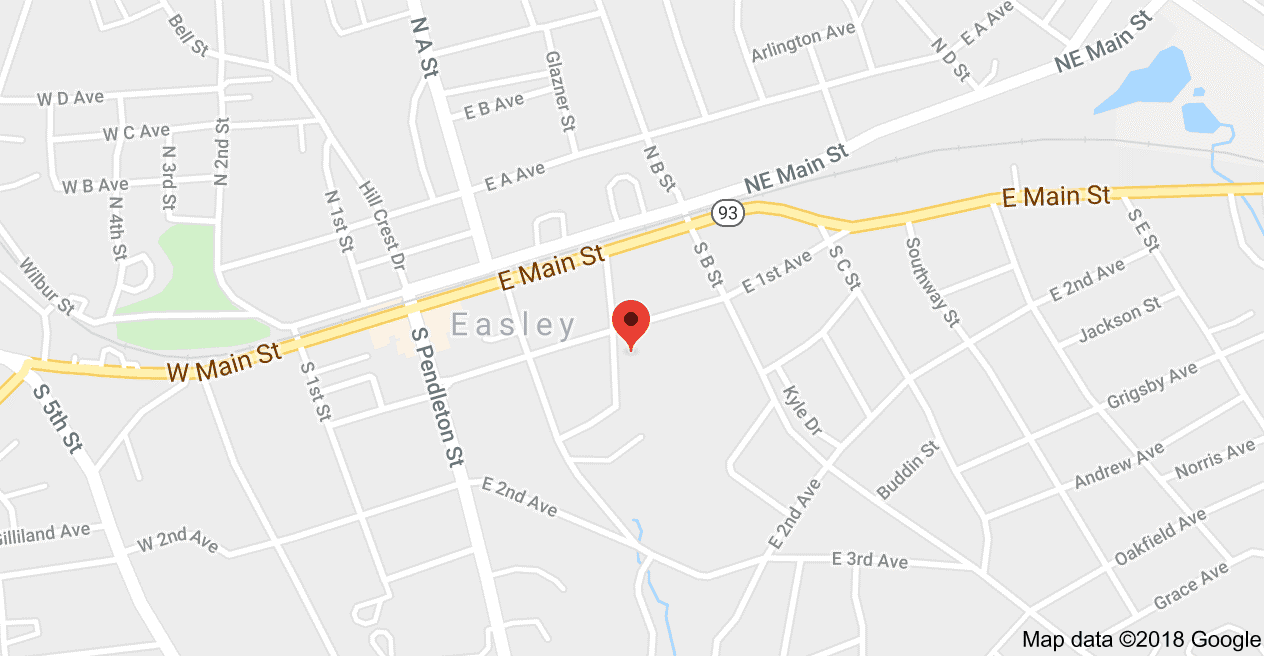 Bell St
N A St
Arlington Ave
E A Ave
N D St
NE Main St
Glazner St
W D Ave
E B Ave
W C Ave
N 2nd St
N 3rd St
N B St
NE Main St
W B Ave
E A Ave
N 4th St
N 1st St
Hill Crest Dr
E Main St
93
S E St
Wilbur St
E Main St
S B St
E 1st Ave
S C St
Southway St
E 2nd Ave
Easley
Jackson St
W Main St
S 1st St
S Pendleton St
S 5th St
Kyle Dr
Grigsby Ave
Buddin St
Andrew Ave
Norris Ave
E 2nd Ave
E 2nd Ave
Gilliland Ave
W 2nd Ave
Oakfield Ave
E 3rd Ave
Grace Ave
Map data ©2018 Google